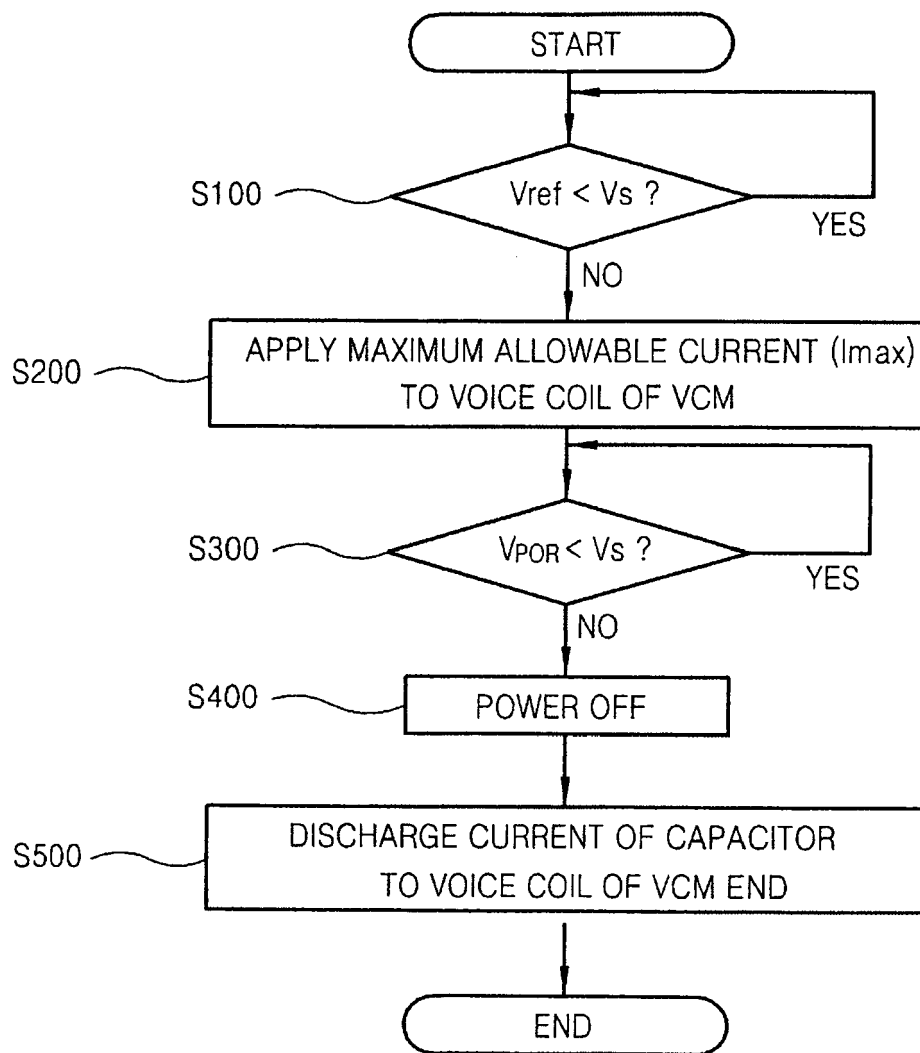 START
S100
Vref < Vs ?
YES
NO
S200
APPLY MAXIMUM ALLOWABLE CURRENT (Imax)
TO VOICE COIL OF VCM
S300
VPOR < Vs ?
YES
NO
S400
POWER OFF
S500
DISCHARGE CURRENT OF CAPACITOR
TO VOICE COIL OF VCM END
END